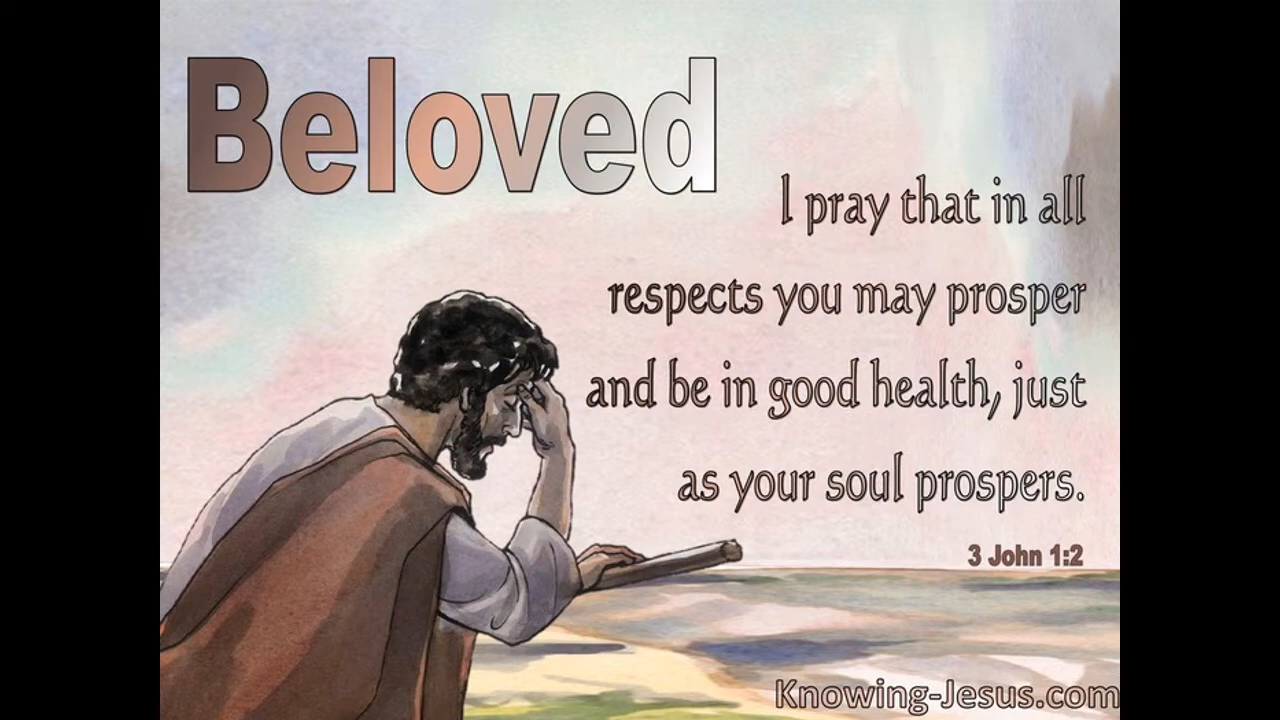 Beloved
I pray that in all
respects you may prosper
and be in good health, just
as your soul prospers.
3 John 1:2
Knowing-Jesus.com